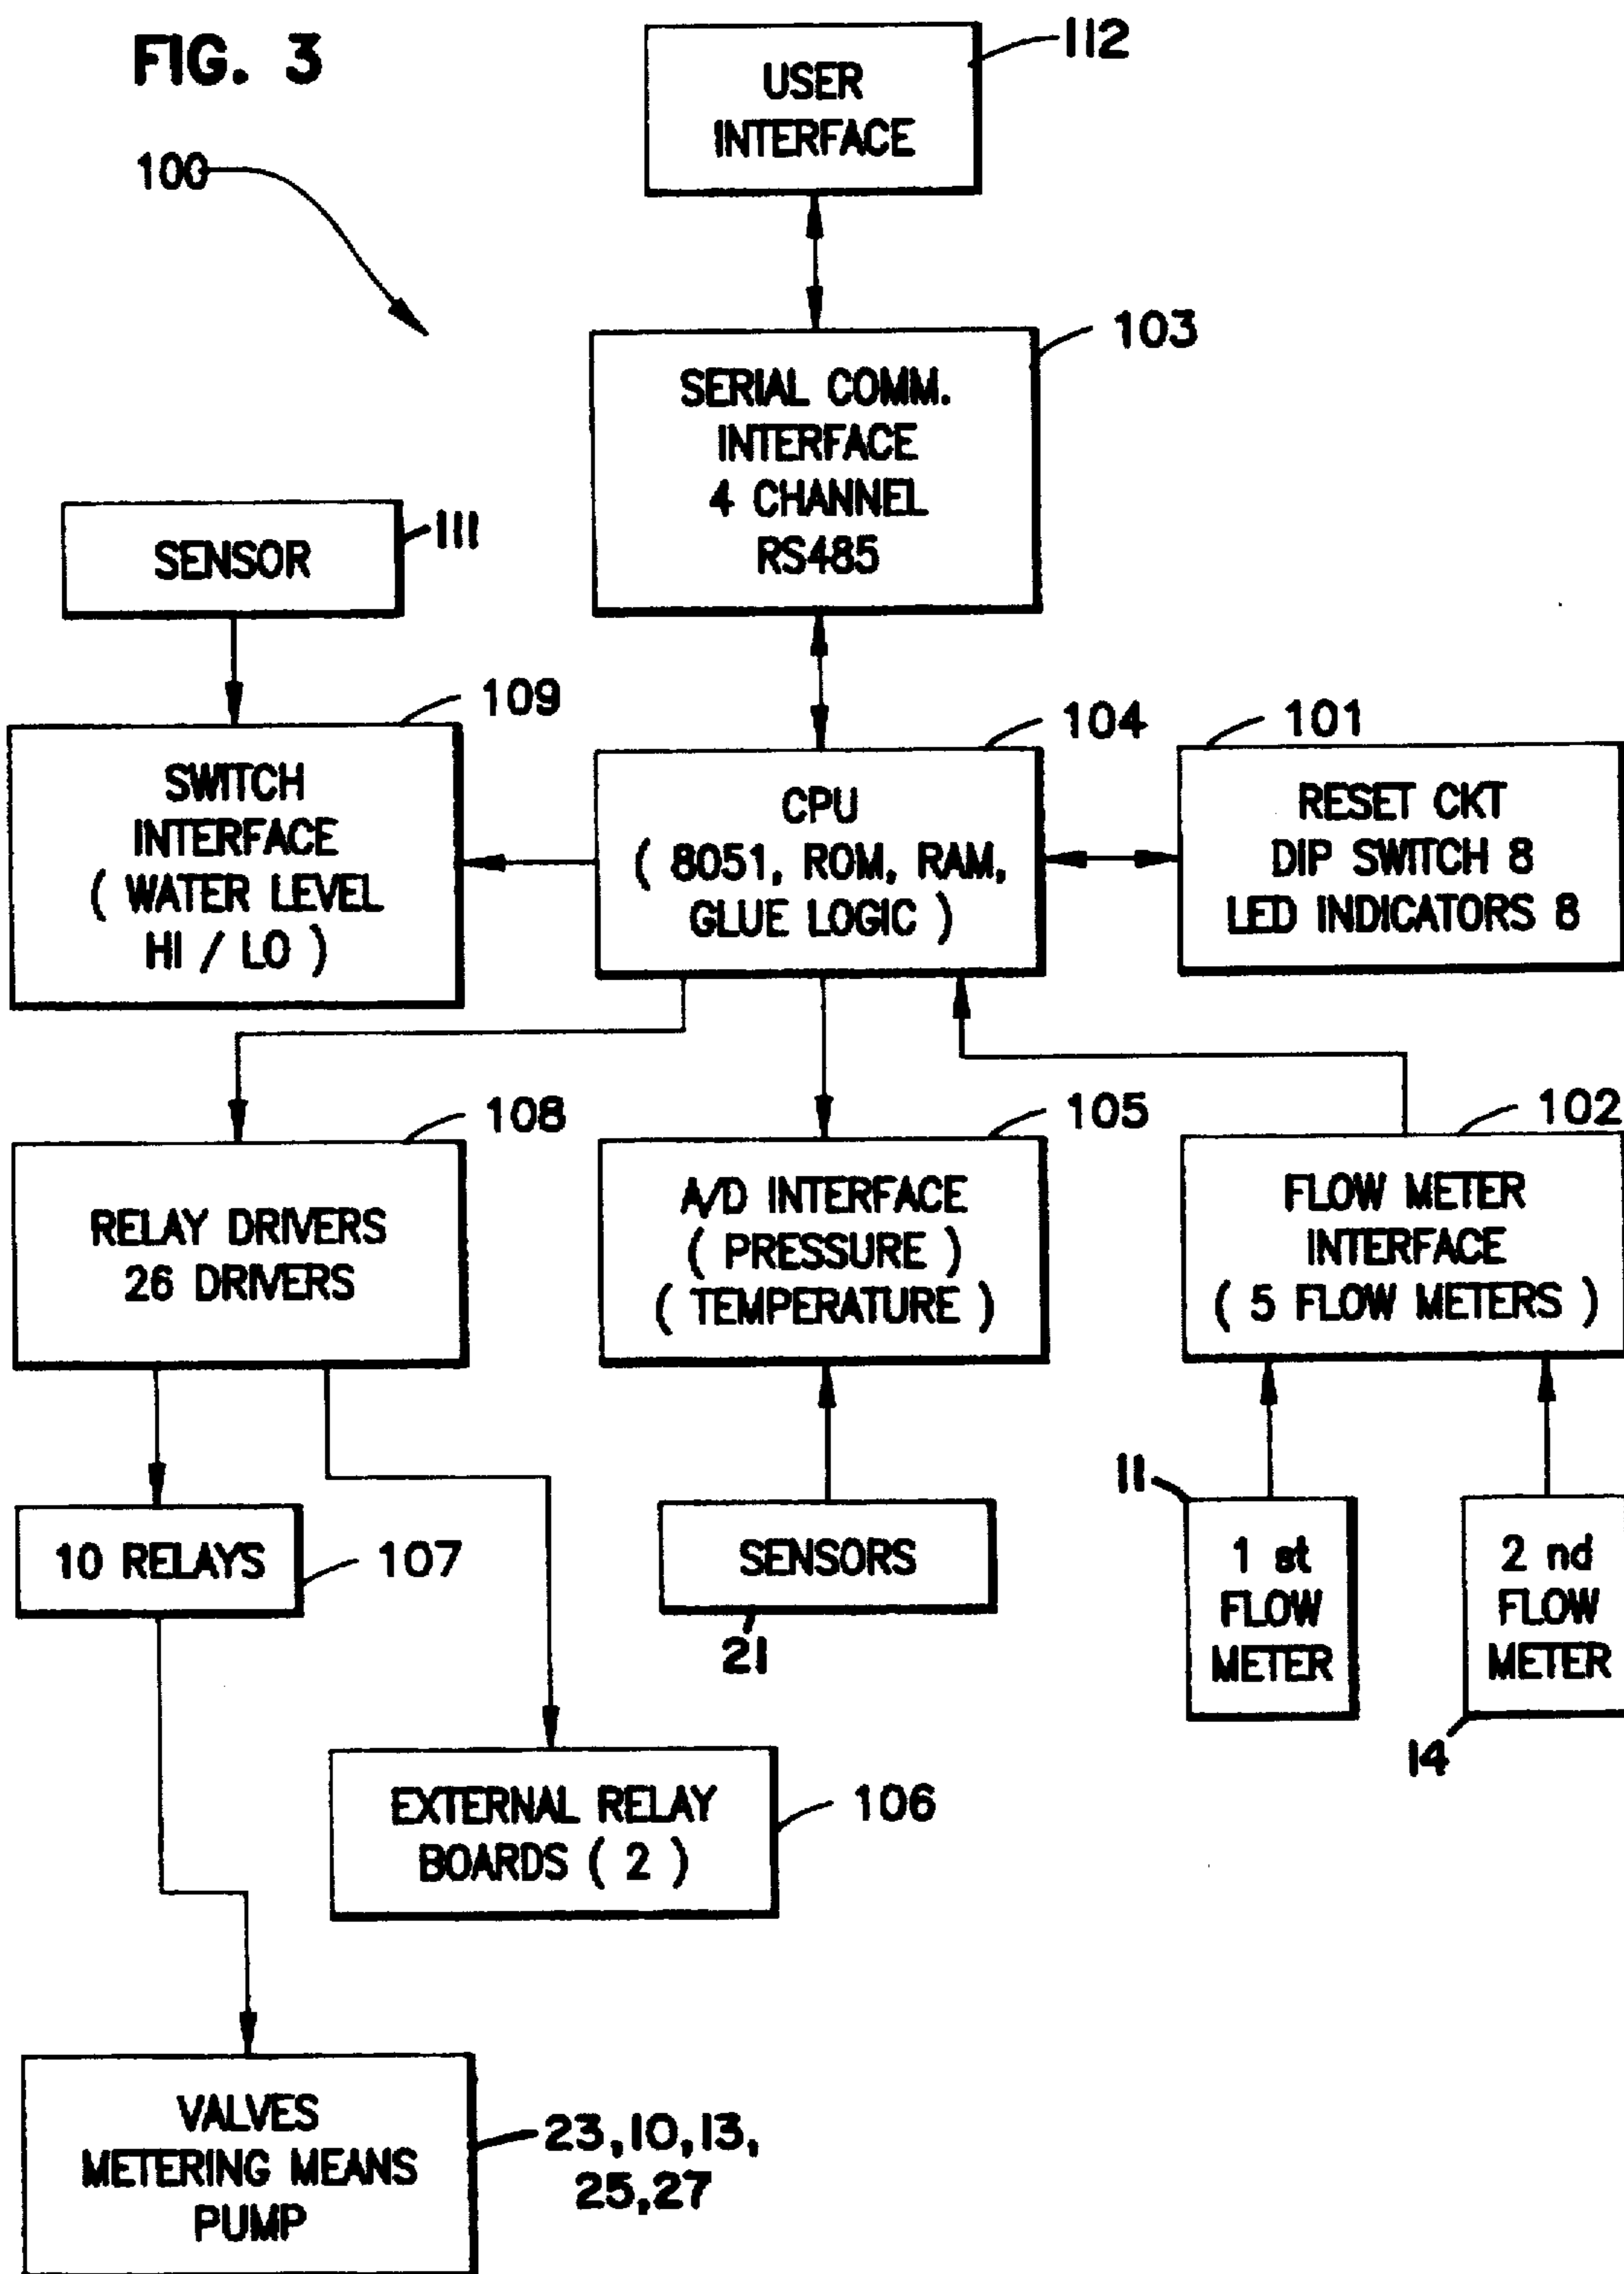 FIG. 3
100
USER
INTERFACE
112
SERIAL COMM.
INTERFACE
4 CHANNEL
RS485
103
SENSOR
111
SWITCH
INTERFACE
( WATER LEVEL
HI / LO )
109
CPU
( 8051, ROM, RAM,
GLUE LOGIC )
104
RESET CKT
DIP SWITCH 8
LED INDICATORS 8
101
RELAY DRIVERS
26 DRIVERS
108
A/D INTERFACE
( PRESSURE )
( TEMPERATURE )
105
FLOW METER
INTERFACE
( 5 FLOW METERS )
102
10 RELAYS
107
SENSORS
21
11
1 st
FLOW
METER
2 nd
FLOW
METER
14
EXTERNAL RELAY
BOARDS ( 2 )
106
VALVES
METERING MEANS
PUMP
23,10,13,
25,27